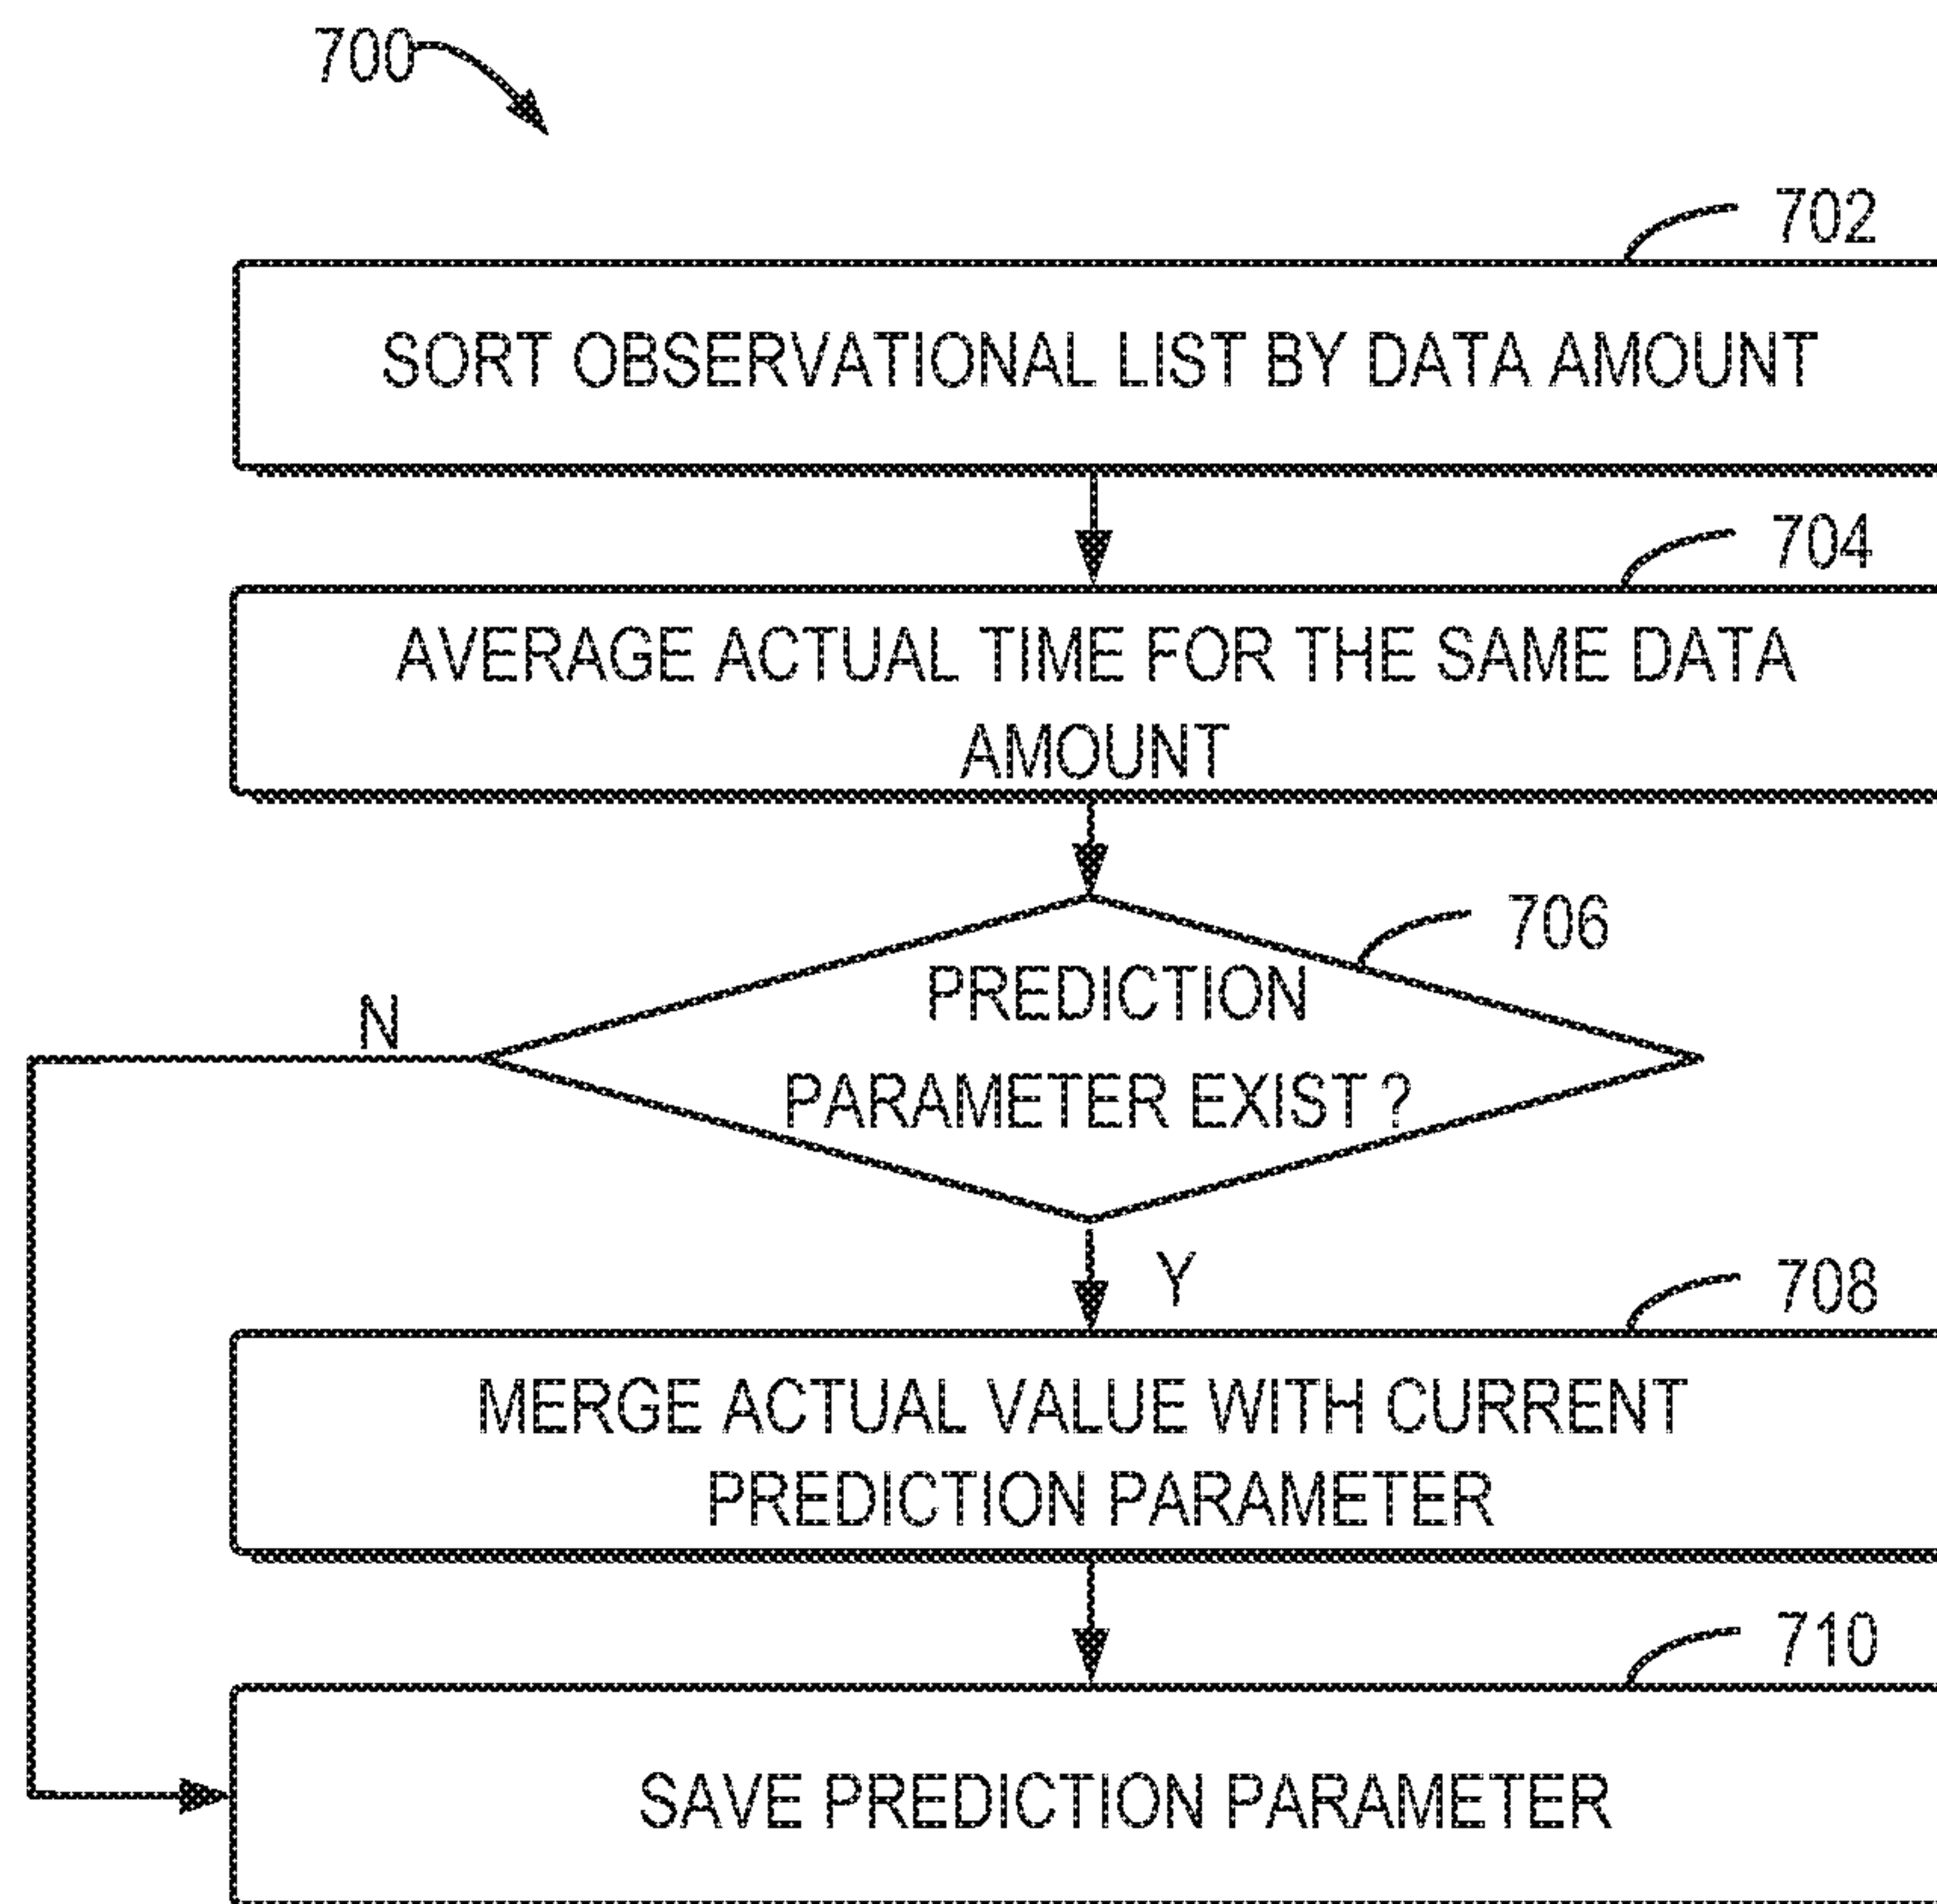 700
702
SORT OBSERVATIONAL LIST BY DATA AMOUNT
704
AVERAGE ACTUAL TIME FOR THE SAME DATA
AMOUNT
706
PREDICTION
N
PARAMETER EXIST ?
Y
708
MERGE ACTUAL VALUE WITH CURRENT
PREDICTION PARAMETER
710
SAVE PREDICTION PARAMETER